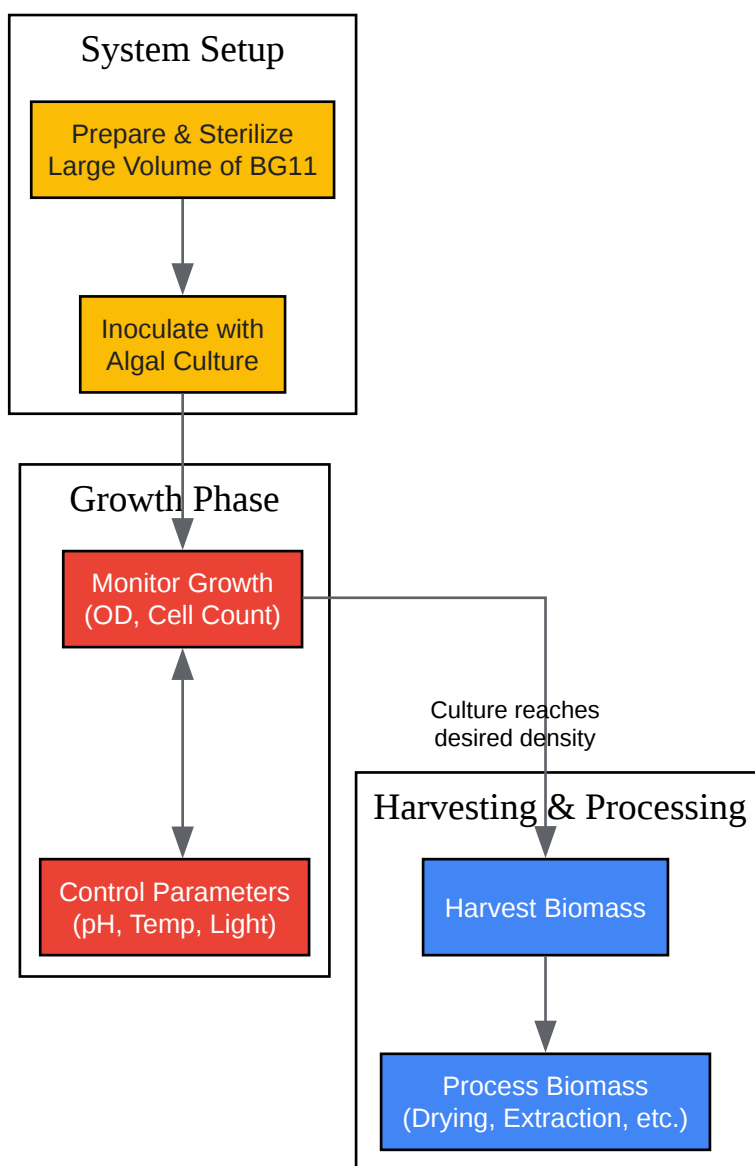 System Setup
Prepare & Sterilize
Large Volume of BG11
Inoculate with
Algal Culture
Growth Phase
Monitor Growth
(OD, Cell Count)
Control Parameters
(pH, Temp, Light)
Culture reaches
desired density
Harvesting & Processing
Harvest Biomass
Process Biomass
(Drying, Extraction, etc.)